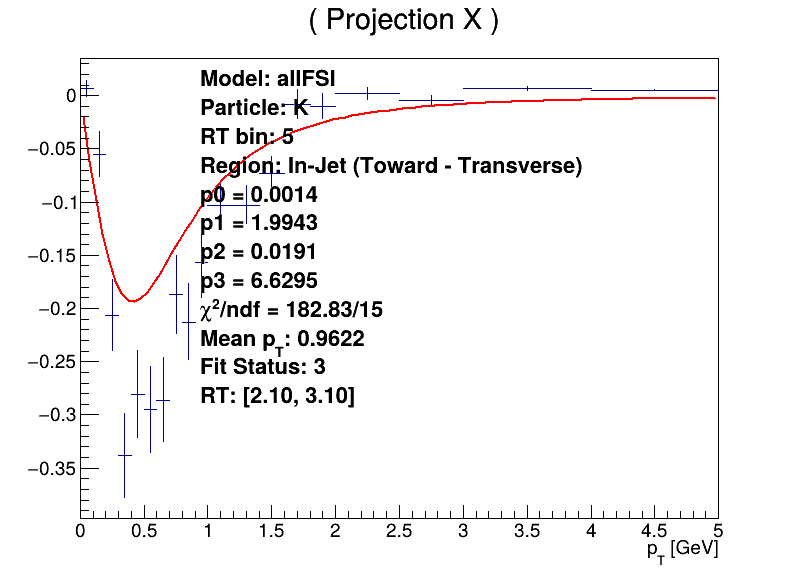 ( Projection X )
Model: allFSI
Particle: K
RT bin: 5
Region: In-Jet (Toward - Transverse)
p0 = 0.0014
p1 = 1.9943
p2 = 0.0191
p3 = 6.6295
χ²/ndf = 182.83/15
Mean p_T: 0.9622
Fit Status: 3
RT: [2.10, 3.10]
0
−0.05
−0.1
−0.15
−0.2
−0.25
−0.3
−0.35
0 0.5 1 1.5 2 2.5 3 3.5 4 4.5 5
p_T [GeV]